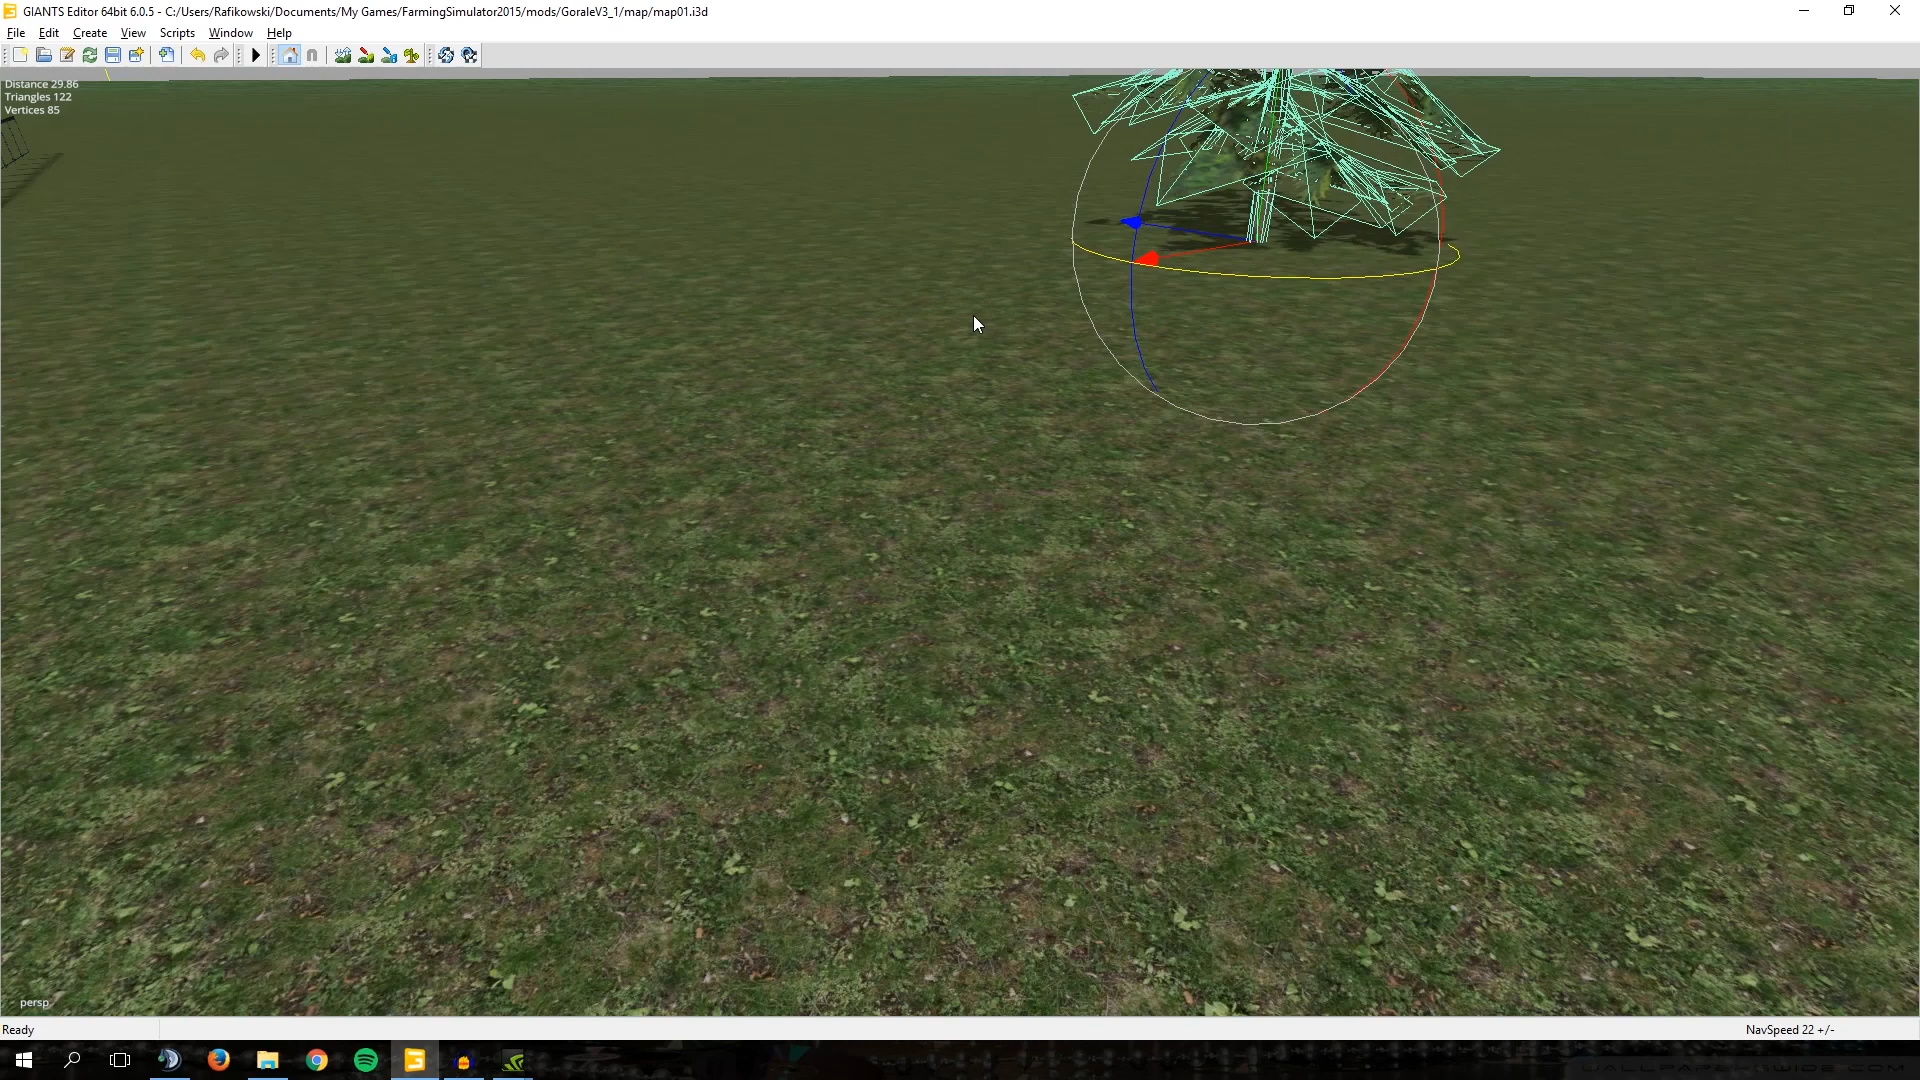 GIANTS Editor 64bit 6.0.5 - C:/Users/Rafikowski/Documents/My Games/FarmingSimulator2015/mods/GoraleV3_1/map/map01.i3d
File Edit Create View Scripts Window Help
Distance 29.86
Triangles 122
Vertices 85
persp
Ready
NavSpeed 22 +/-